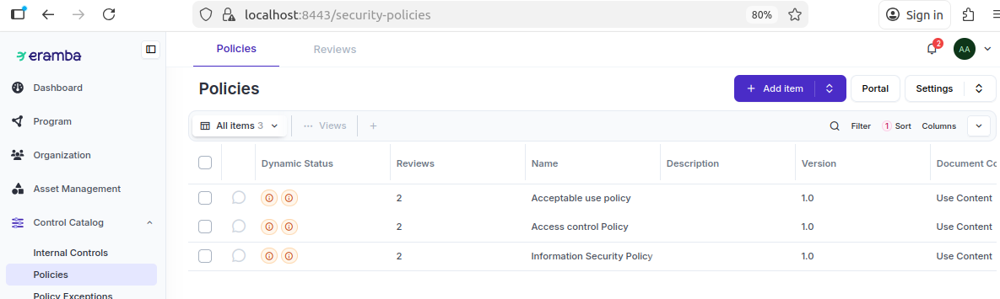 localhost:8443/security-policies
80%
Sign in
eramba
Policies
Reviews
2
AA
Dashboard
Program
Organization
Asset Management
Control Catalog
Internal Controls
Policies
Policy Exceptions
Policies
+ Add item
Portal
Settings
All items 3
··· Views
+
Filter
1 Sort
Columns
Dynamic Status
Reviews
Name
Description
Version
Document Co
2
Acceptable use policy
1.0
Use Content
2
Access control Policy
1.0
Use Content
2
Information Security Policy
1.0
Use Content